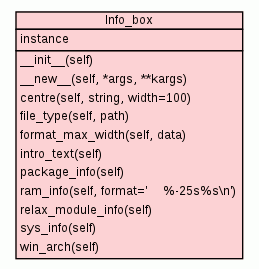 Info_box
instance
__init__(self)
__new__(self, *args, **kargs)
centre(self, string, width=100)
file_type(self, path)
format_max_width(self, data)
intro_text(self)
package_info(self)
ram_info(self, format='    %-25s%s\n')
relax_module_info(self)
sys_info(self)
win_arch(self)